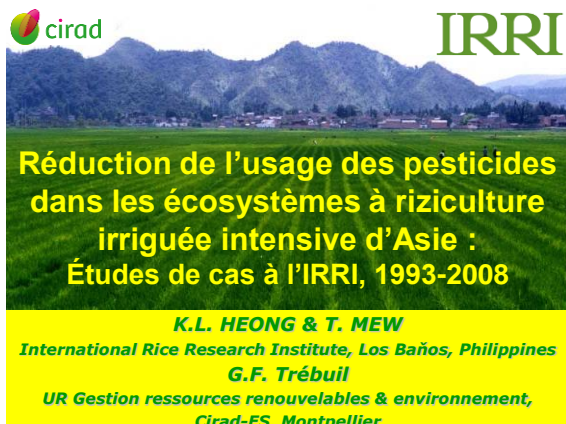 cirad
IRRI
Réduction de l’usage des pesticides
dans les écosystèmes à riziculture
irriguée intensive d’Asie :
Études de cas à l’IRRI, 1993-2008
K.L. HEONG & T. MEW
International Rice Research Institute, Los Baňos, Philippines
G.F. Trébuil
UR Gestion ressources renouvelables & environnement,
Cirad-ES, Montpellier